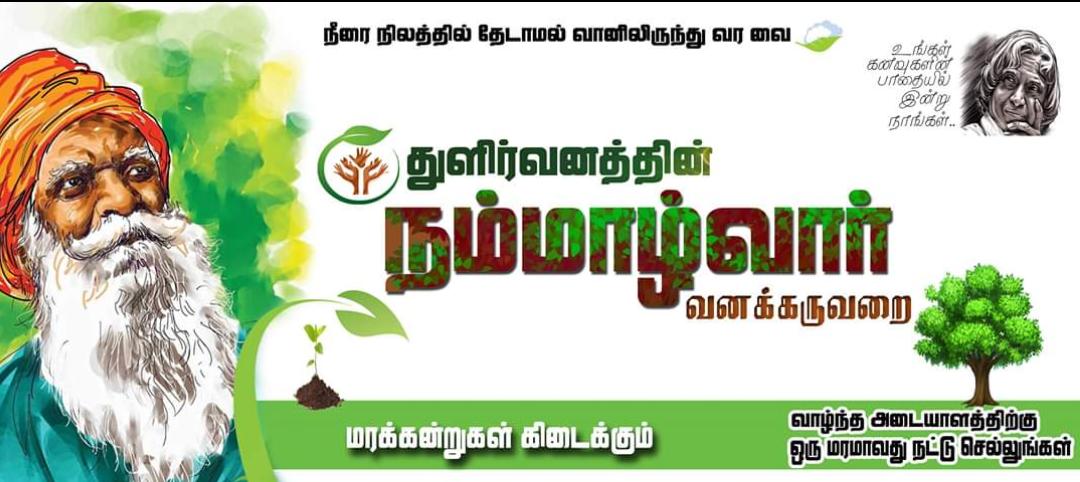 நீரை நிலத்தில் தேடாமல் வானிலிருந்து வர வை
உங்கள்
கனவுகளின்
பாதையில்
இன்று
நாங்கள்..
துளிர்வனத்தின்
நம்மாழ்வார்
வனக்கருவறை
மரக்கன்றுகள் கிடைக்கும்
வாழ்ந்த அடையாளத்திற்கு
ஒரு மரமாவது நட்டு செல்லுங்கள்